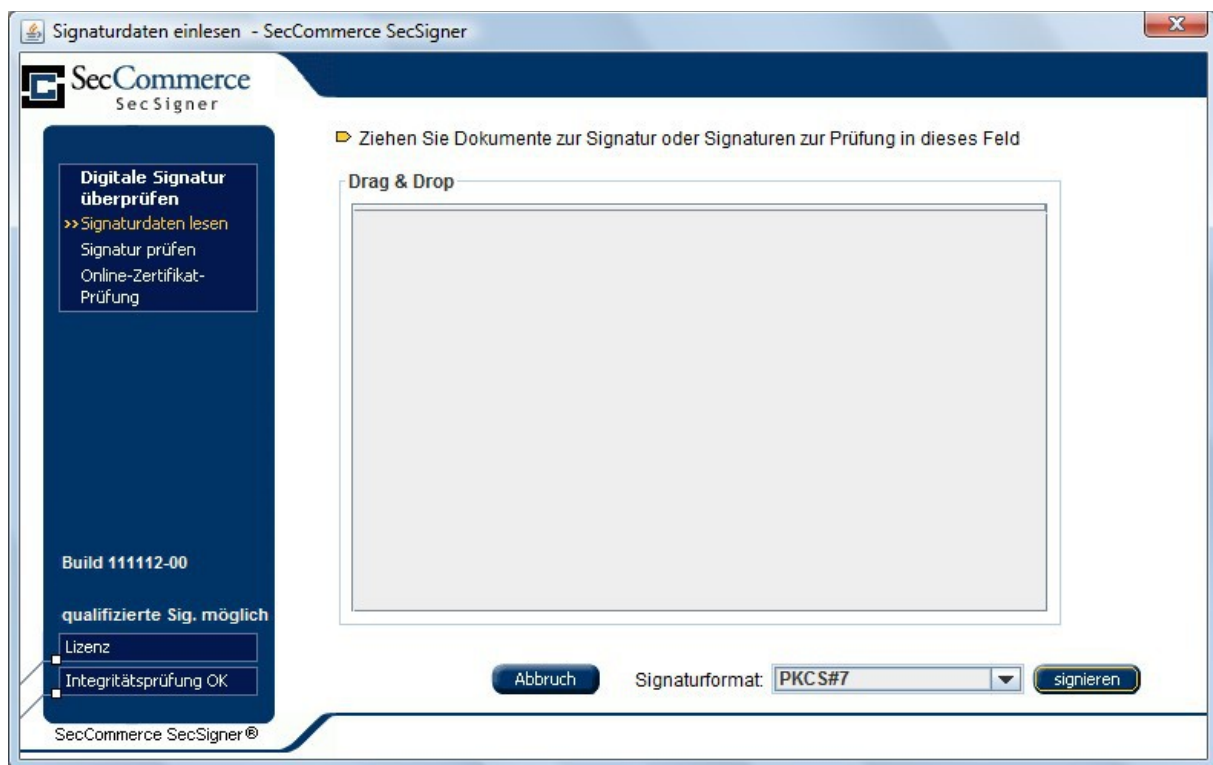 Signaturdaten einlesen - SecCommerce SecSigner
SecCommerce
SecSigner
Ziehen Sie Dokumente zur Signatur oder Signaturen zur Prüfung in dieses Feld
Drag & Drop
Digitale Signatur
überprüfen
>>Signaturdaten lesen
Signatur prüfen
Online-Zertifikat-
Prüfung
Build 111112-00
qualifizierte Sig. möglich
Lizenz
Integritätsprüfung OK
Abbruch
Signaturformat: PKCS#7
signieren
SecCommerce SecSigner®